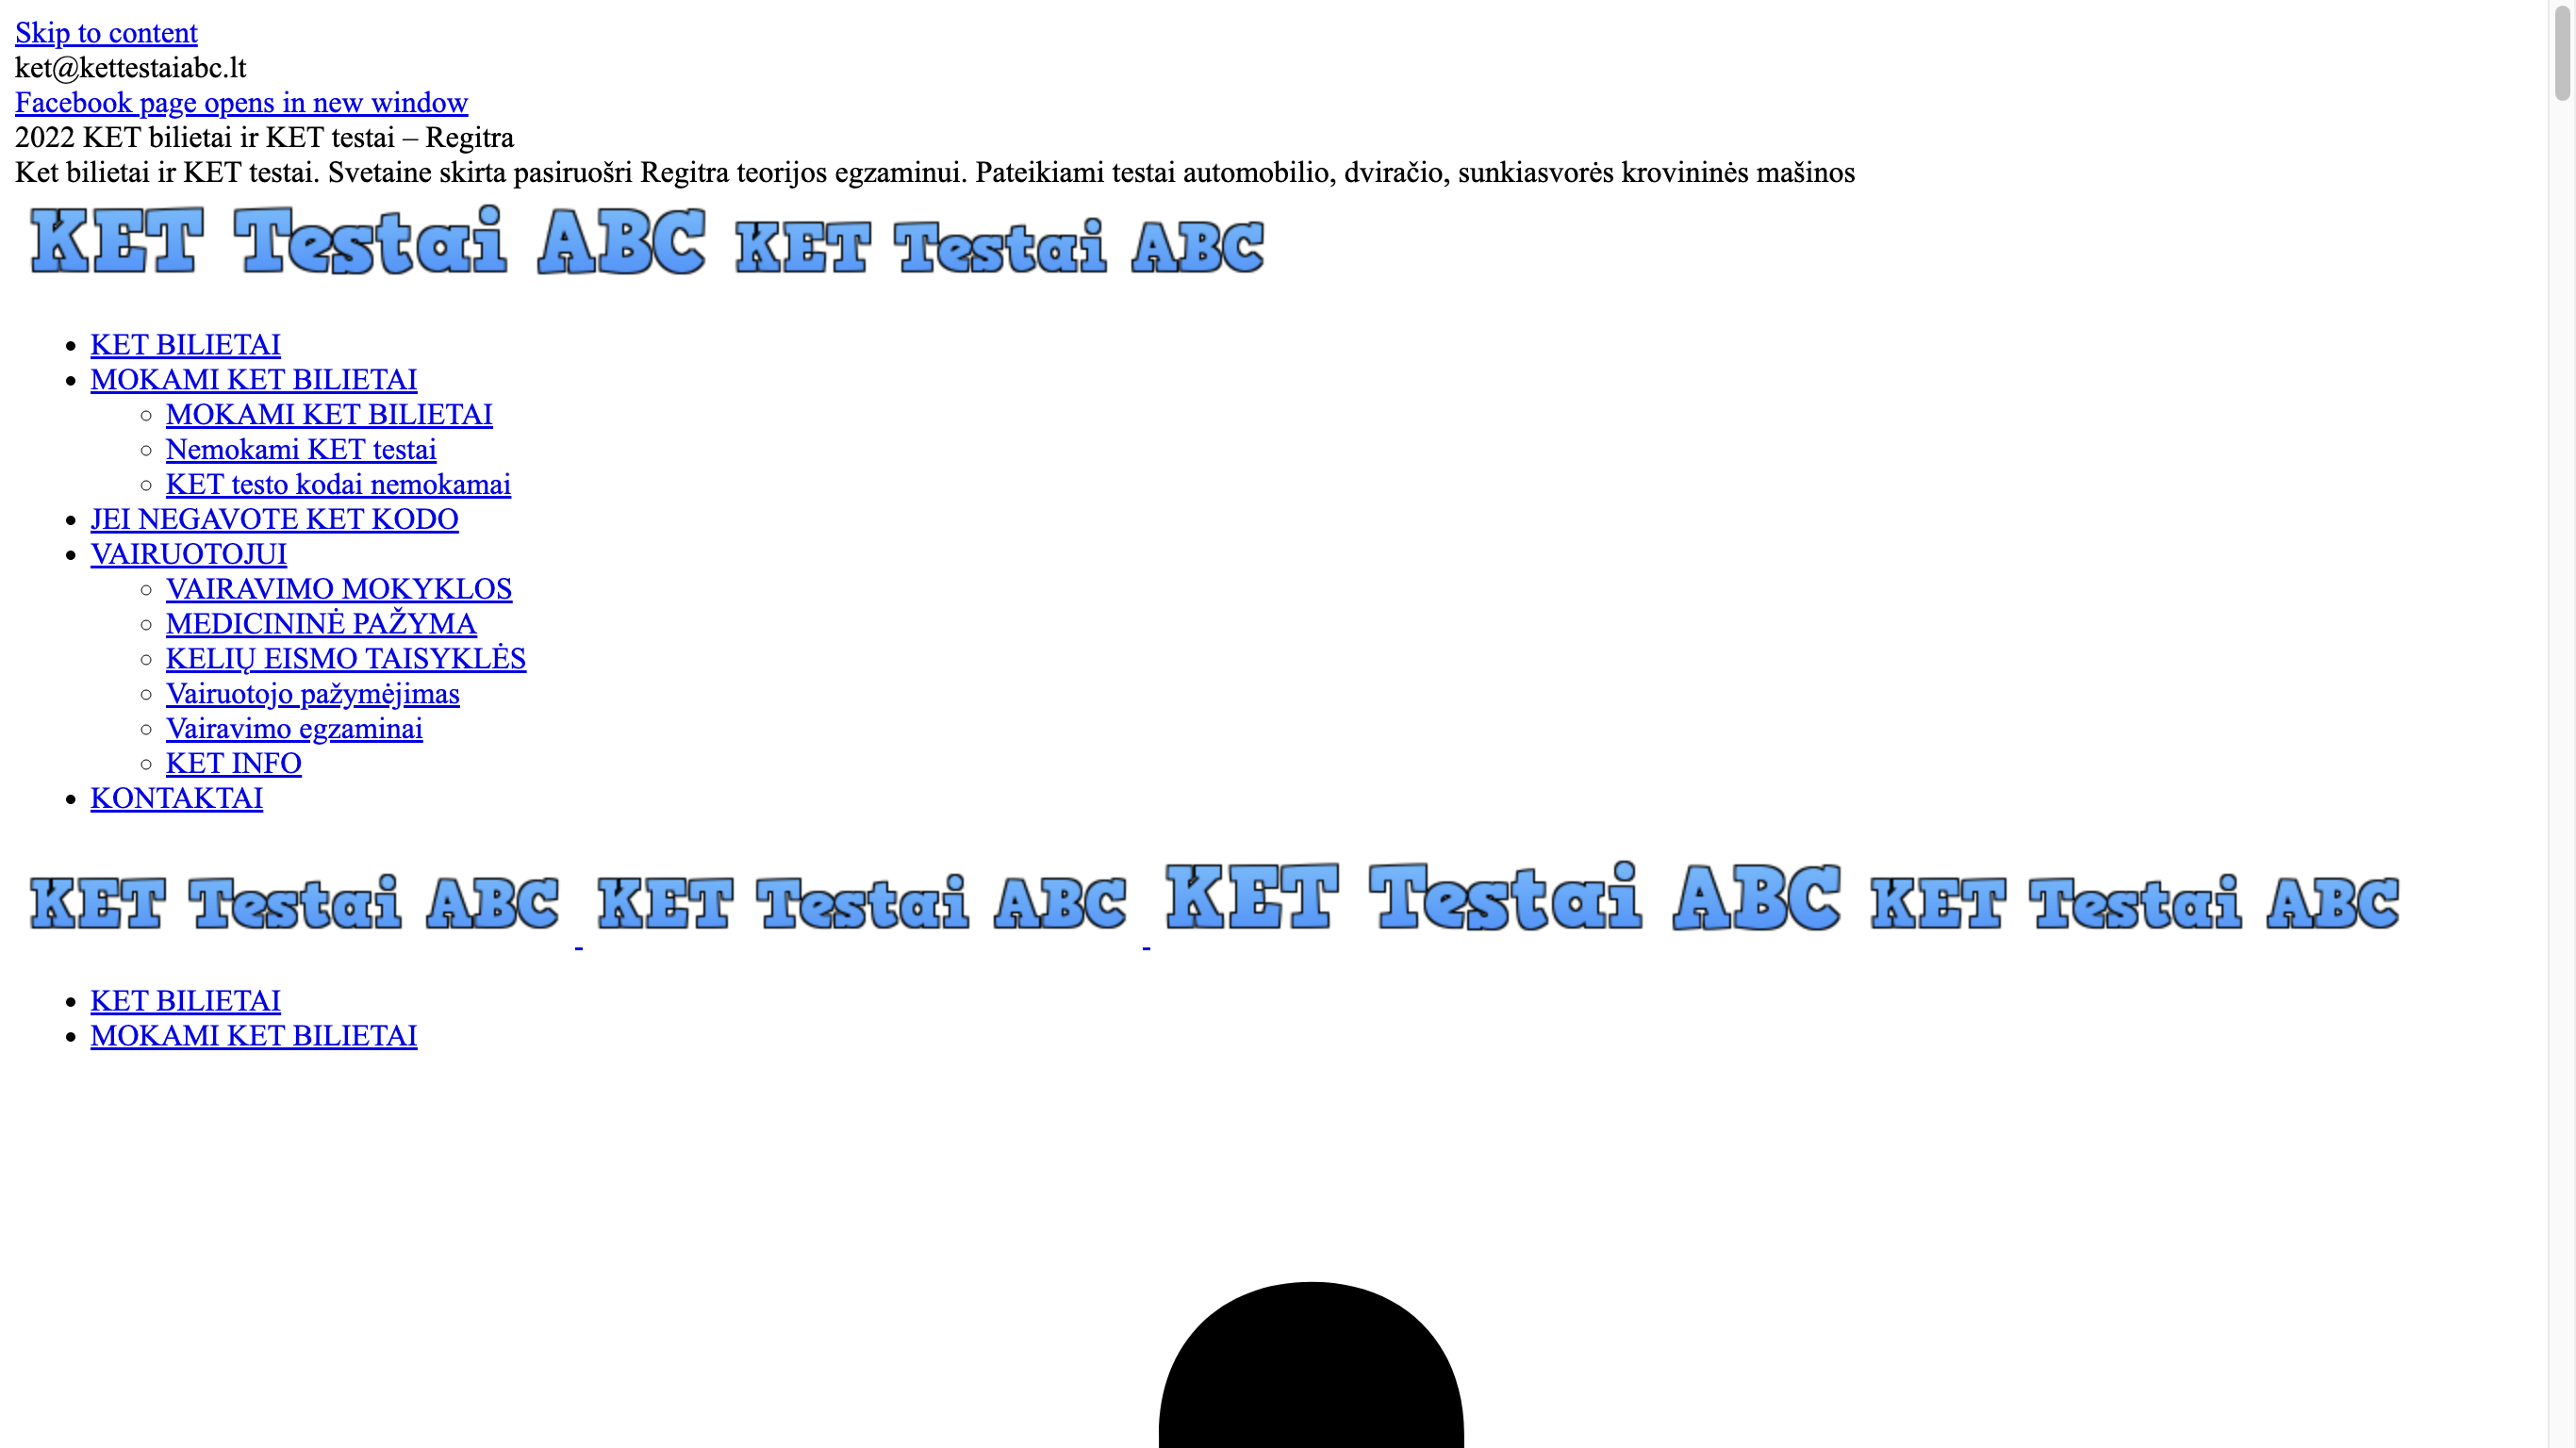 Skip to content
ket@kettestaiabc.lt
Facebook page opens in new window
2022 KET bilietai ir KET testai – Regitra
Ket bilietai ir KET testai. Svetaine skirta pasiruošri Regitra teorijos egzaminui. Pateikiami testai automobilio, dviračio, sunkiasvorės krovininės mašinos
KET Testai ABC KET Testai ABC
KET BILIETAI
MOKAMI KET BILIETAI
MOKAMI KET BILIETAI
Nemokami KET testai
KET testo kodai nemokamai
JEI NEGAVOTE KET KODO
VAIRUOTOJUI
VAIRAVIMO MOKYKLOS
MEDICININĖ PAŽYMA
KELIŲ EISMO TAISYKLĖS
Vairuotojo pažymėjimas
Vairavimo egzaminai
KET INFO
KONTAKTAI
KET Testai ABC KET Testai ABC KET Testai ABC KET Testai ABC
KET BILIETAI
MOKAMI KET BILIETAI